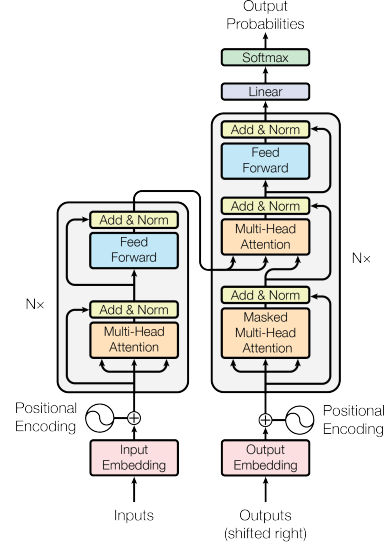 Output
Probabilities
Softmax
Linear
Add & Norm
Feed
Forward
Add & Norm
Multi-Head
Attention
Add & Norm
Masked
Multi-Head
Attention
N×
Add & Norm
Feed
Forward
Add & Norm
Multi-Head
Attention
N×
Positional
Encoding
Positional
Encoding
Input
Embedding
Output
Embedding
Inputs
Outputs
(shifted right)